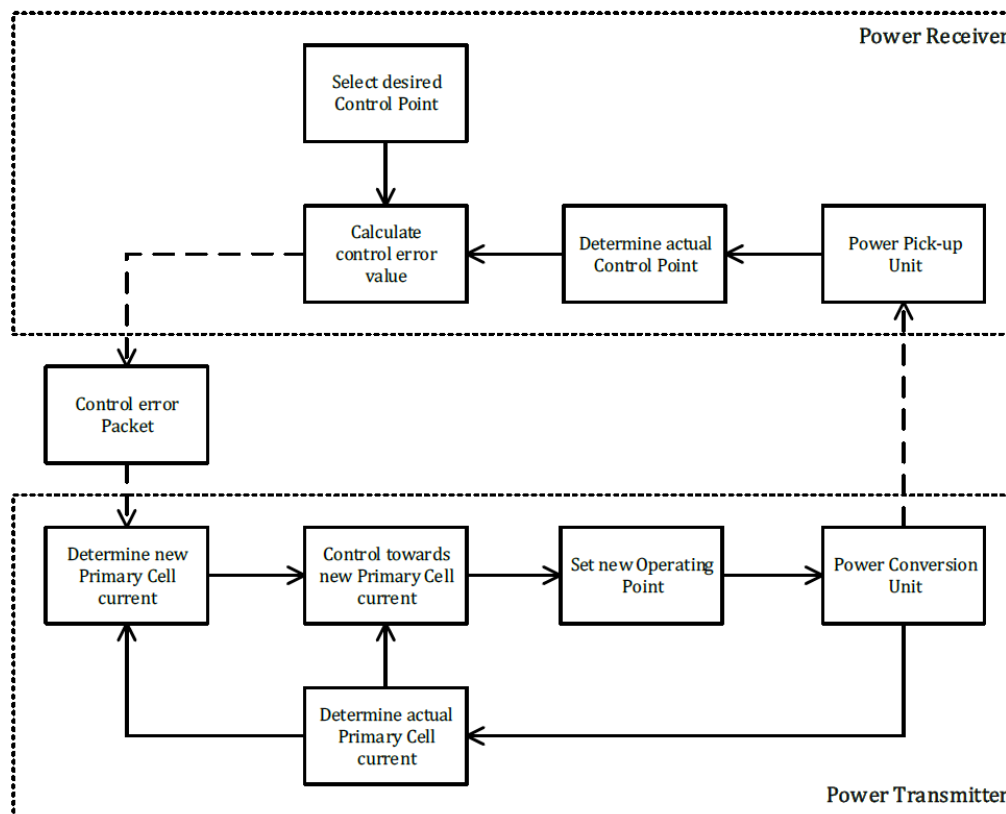 Power Receiver
Select desired
Control Point
Calculate
control error
value
Determine actual
Control Point
Power Pick-up
Unit
Control error
Packet
Determine new
Primary Cell
current
Control towards
new Primary Cell
current
Set new Operating
Point
Power Conversion
Unit
Determine actual
Primary Cell
current
Power Transmitter